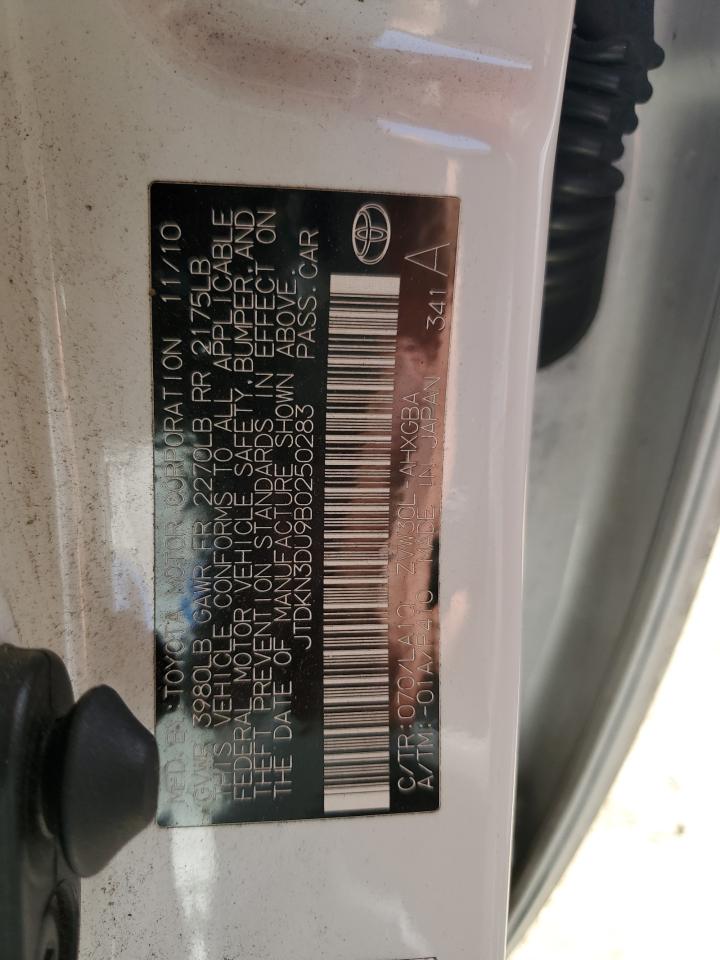 MFD. BY: TOYOTA MOTOR CORPORATION 11/10
GVWR 3980LB GAWR FR 2270LB RR 2175LB
THIS VEHICLE CONFORMS TO ALL APPLICABLE
FEDERAL MOTOR VEHICLE SAFETY, BUMPER, AND
THEFT PREVENTION STANDARDS IN EFFECT ON
THE DATE OF MANUFACTURE SHOWN ABOVE.
JTDKN3DU9B0250283 PASS. CAR
C/TR: 070/LA10 ZVW30L-AHXGBA 341 A
A/TM: -01A/P410 MADE IN JAPAN